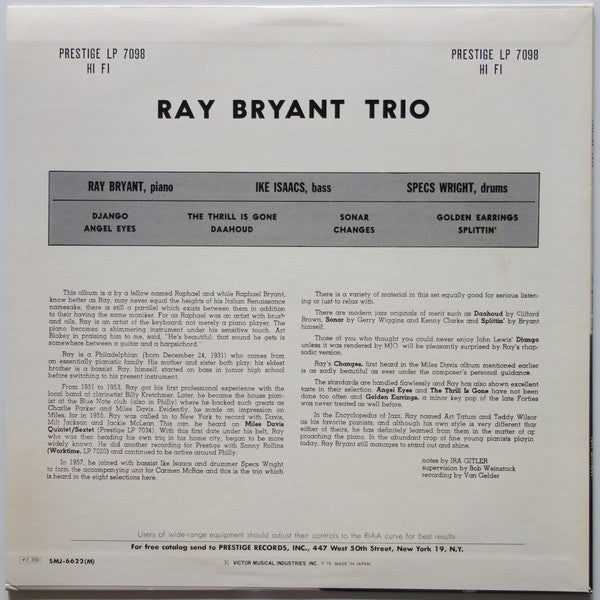 PRESTIGE LP 7098
HI FI
PRESTIGE LP 7098
HI FI
RAY BRYANT TRIO
RAY BRYANT, piano IKE ISAACS, bass SPECS WRIGHT, drums
DJANGO THE THRILL IS GONE SONAR GOLDEN EARRINGS
ANGEL EYES DAAHOUD CHANGES SPLITTIN'
This album is a by a fellow named Raphael and while Raphael Bryant,
know better as Ray, may never equal the heights of his Italian Renaissance
namesake, there is still a parallel which exists between them in addition
to their having the same moniker. For as Raphael was an artist with brush
and oils, Ray is an artist of the keyboard; not merely a piano player. The
piano becomes a shimmering instrument under his sensitive touch. Art
Blakey in praising him to me, said, "He's beautiful; that sound he gets is
somewhere between a guitar and a harpsichord."
Ray is a Philadelphian (born December 24, 1931) who comes from
an essentially pianistic family. His mother and sister both play; his eldest
brother is a bassist. Ray, himself, started on bass in junior high school
before switching to his present instrument.
From 1951 to 1953, Ray got his first professional experience with the
local band of clarinetist Billy Kretchmer. Later, he became the house pian-
ist at the Blue Note club (also in Philly) where he backed such greats as
Charlie Parker and Miles Davis. Evidently, he made an impression on
Miles, for in 1955, Ray was called in to New York to record with Davis,
Milt Jackson and Jackie McLean. This can be heard on Miles Davis
Quintet/Sextet (Prestige LP 7034). With this first date under his belt, Ray
who was then heading his own trio in his home city, began to be more
widely known. He did another recording for Prestige with Sonny Rollins
(Worktime, LP 7020) and continued to be active around Philly.
In 1957, he joined with bassist Ike Isaacs and drummer Specs Wright
to form the accompanying unit for Carmen McRae and this is the trio which
is heard in the eight selections here.
There is a variety of material in this set equally good for serious listen-
ing or just to relax with.
There are modern jazz originals of merit such as Daahoud by Clifford
Brown, Sonar by Gerry Wiggins and Kenny Clarke and Splittin' by Bryant
himself.
Those of you who thought you could never enjoy John Lewis' Django
unless it was rendered by MJQ will be pleasantly surprised by Ray's rhap-
sodic version.
Ray's Changes, first heard in the Miles Davis album mentioned earlier
is as sadly beautiful as ever under the composer's personal guidance.
The standards are handled Sawlessly and Ray has also shown excellent
taste in their selection. Angel Eyes and The Thrill Is Gone have not been
done too often and Golden Earrings, a minor key pop of the late Forties
was never to my knowledge, treated as before.
In the Encyclopedia of Jazz, Ray named Art Tatum and Teddy Wilson
as his favorite pianists, and although his own style is very different than
either of theirs, he has definitely learned from them in the matter of ap-
proaching the piano. In the abundant crop of fine young pianists playing
today, Ray Bryant still manages to stand out and shine.
notes by IRA GITLER
supervision by Bob Weinstock
recording by Van Gelder
Users of wide-range equipment should adjust their controls to the RIAA curve for best results.
For free catalog send to PRESTIGE RECORDS, INC., 447 West 50th Street, New York 19, N.Y.
¥2,200 SMJ-6622(M) VICTOR MUSICAL INDUSTRIES, INC. MADE IN JAPAN